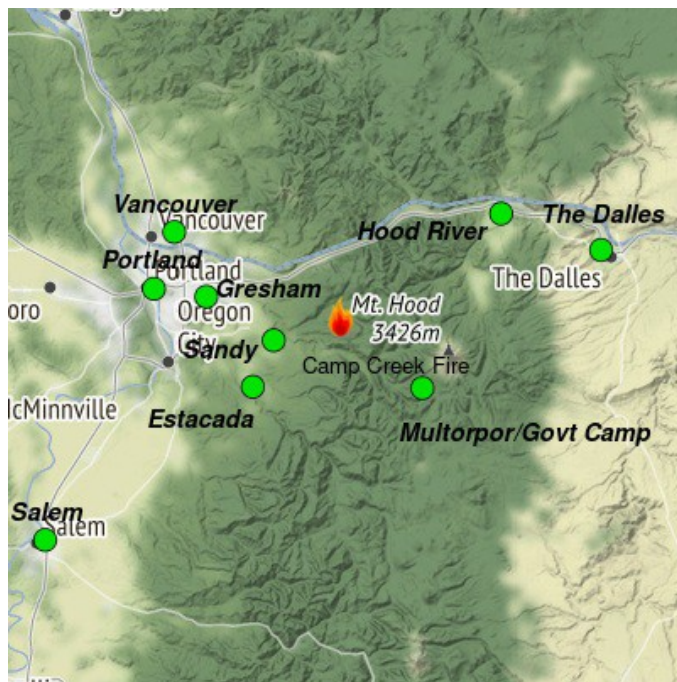 Vancouver
Vancouver
The Dalles
Hood River
Portland
Portland
The Dalles
Gresham
Mt. Hood
3426m
oro
Oregon
City
Sandy
Camp Creek Fire
cMinnville
Estacada
Multorpor/Govt Camp
Salem
Salem